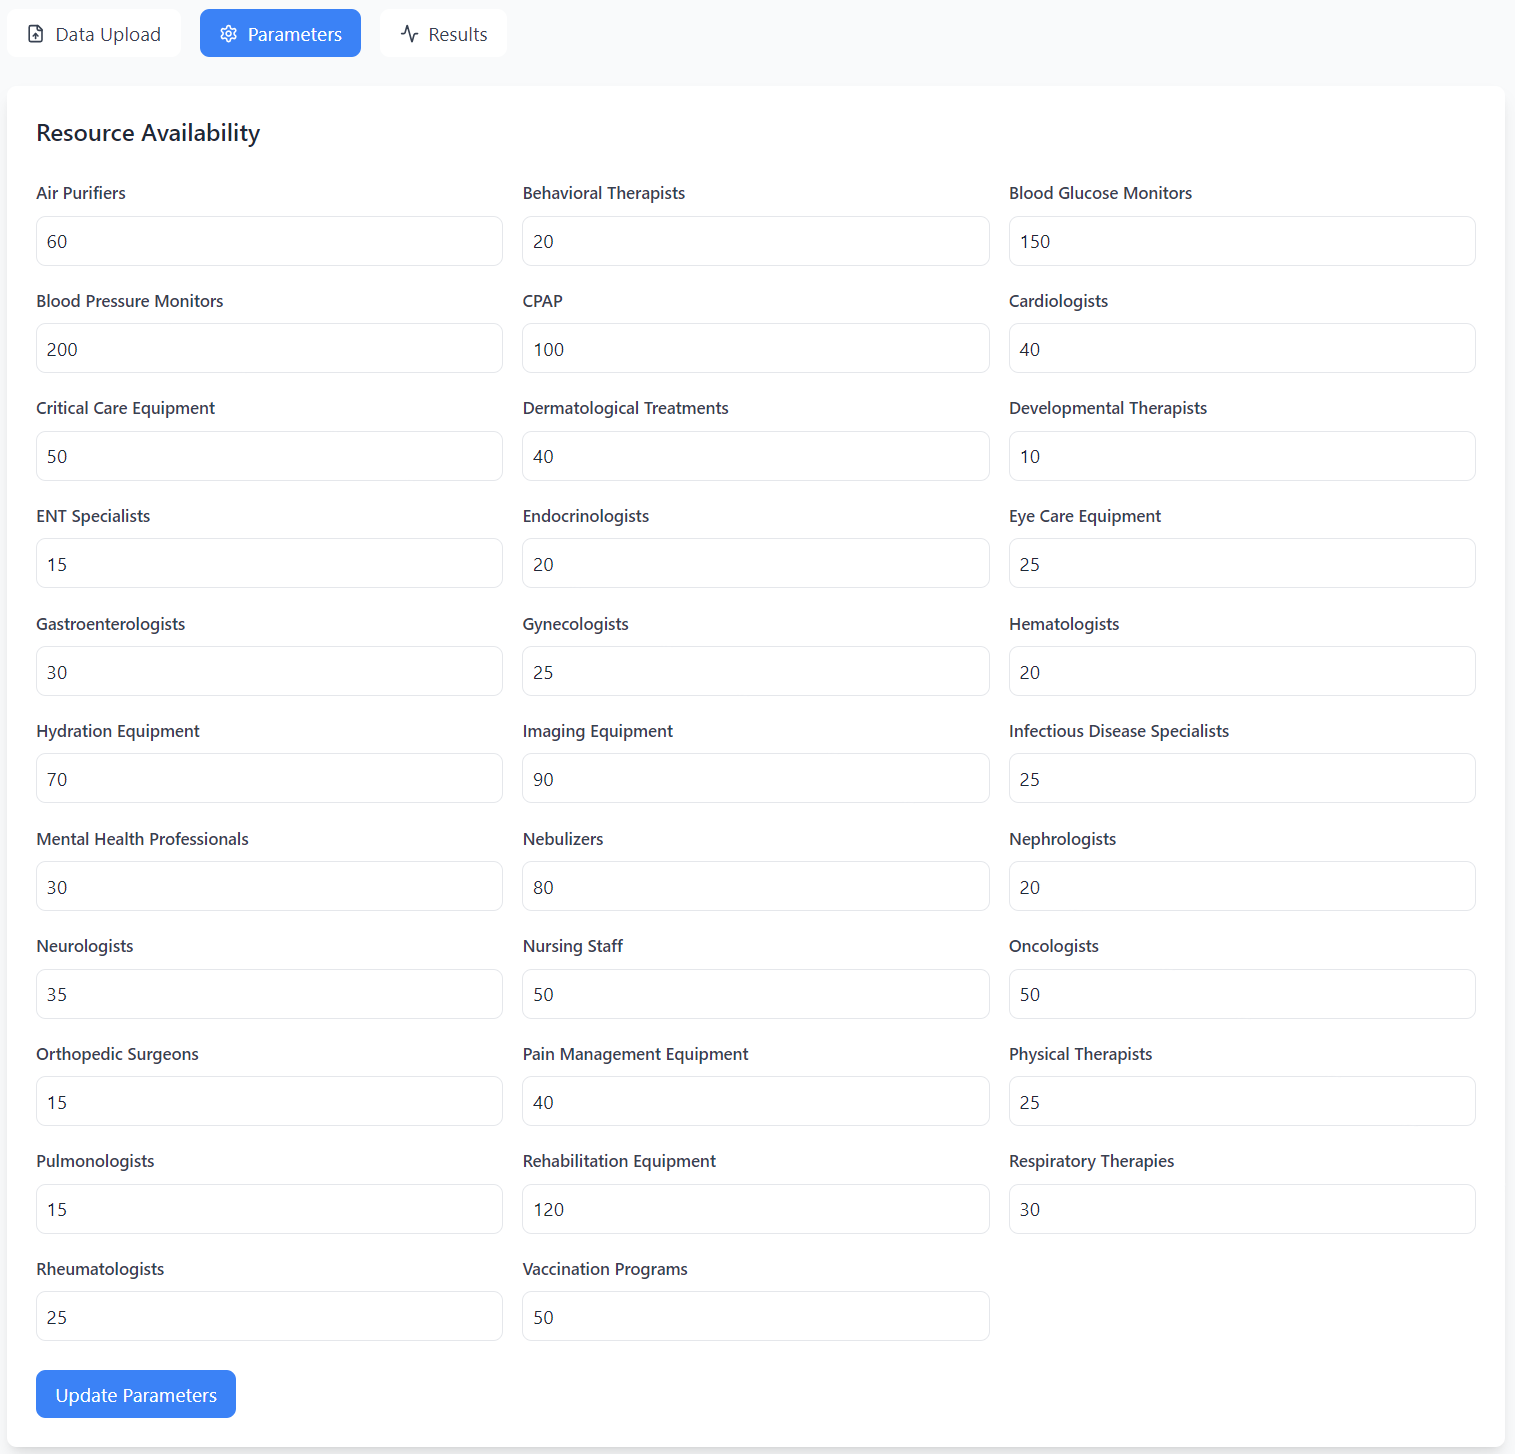 Data Upload
Parameters
Results
Resource Availability
Air Purifiers
60
Behavioral Therapists
20
Blood Glucose Monitors
150
Blood Pressure Monitors
200
CPAP
100
Cardiologists
40
Critical Care Equipment
50
Dermatological Treatments
40
Developmental Therapists
10
ENT Specialists
15
Endocrinologists
20
Eye Care Equipment
25
Gastroenterologists
30
Gynecologists
25
Hematologists
20
Hydration Equipment
70
Imaging Equipment
90
Infectious Disease Specialists
25
Mental Health Professionals
30
Nebulizers
80
Nephrologists
20
Neurologists
35
Nursing Staff
50
Oncologists
50
Orthopedic Surgeons
15
Pain Management Equipment
40
Physical Therapists
25
Pulmonologists
15
Rehabilitation Equipment
120
Respiratory Therapies
30
Rheumatologists
25
Vaccination Programs
50
Update Parameters